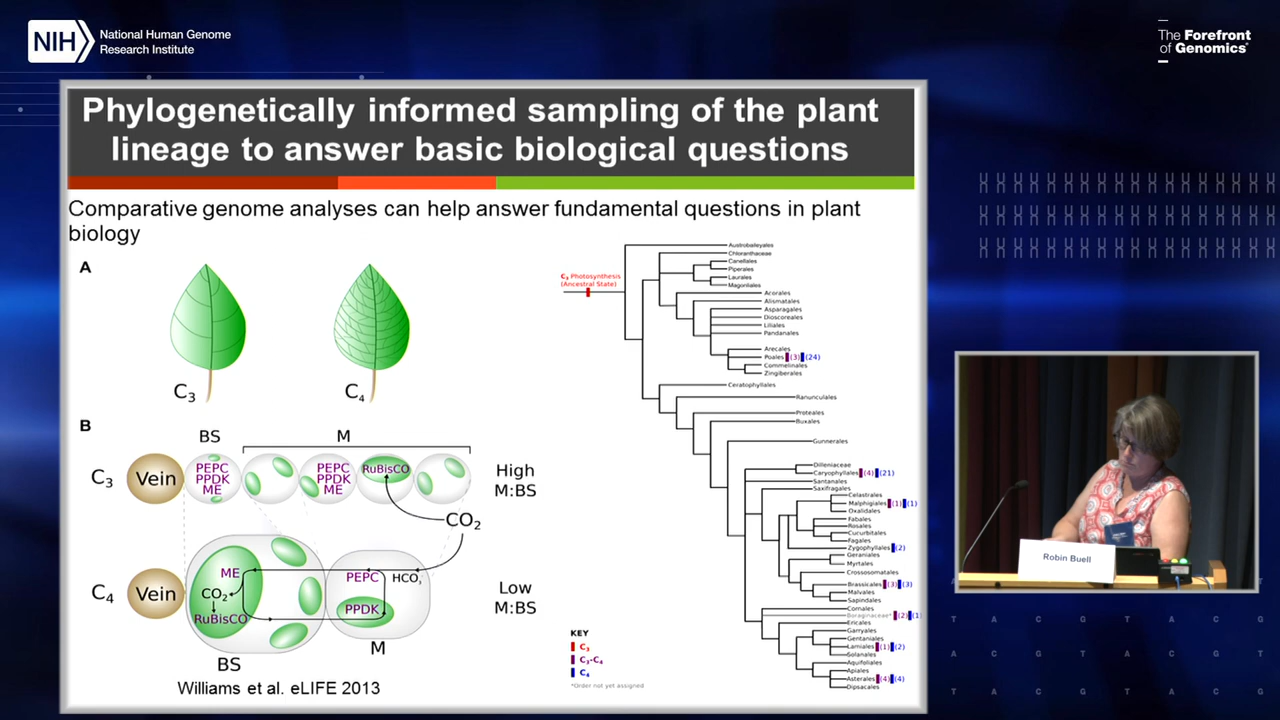 NIH
National Human Genome
Research Institute
The Forefront
of Genomics®
Phylogenetically informed sampling of the plant
lineage to answer basic biological questions
Comparative genome analyses can help answer fundamental questions in plant
biology
A
C3
C4
B
BS
M
C3
Vein
PEPC
PPDK
ME
PEPC
PPDK
ME
RuBisCO
High
M:BS
CO2
C4
Vein
ME
CO2
RuBisCO
PEPC
HCO3
PPDK
Low
M:BS
BS
M
Williams et al. eLIFE 2013
C3 Photosynthesis
(Ancestral State)
Austrobaileyales
Chloranthaceae
Canellales
Piperales
Laurales
Magnoliales
Acorales
Alismatales
Asparagales
Dioscoreales
Liliales
Pandanales
Arecales
Poales (3) (24)
Commelinales
Zingiberales
Ceratophyllales
Ranunculales
Proteales
Buxales
Gunnerales
Dilleniaceae
Caryophyllales (4) (21)
Santanales
Saxifragales
Celastrales
Malphigiales (1) (1)
Oxalidales
Fabales
Rosales
Cucurbitales
Fagales
Zygophyllales (2)
Geraniales
Myrtales
Crossosomatales
Brassicales (3) (3)
Malvales
Sapindales
Cornales
Boraginaceae* (2) (1)
Ericales
Garryales
Gentaniales
Lamiales (1) (2)
Solanales
Aquifoliales
Apiales
Asterales (4) (4)
Dipsacales
KEY
C3
C3-C4
C4
*Order not yet assigned
Robin Buell
T A C G T A C G
A C G T A C G T
T A C G T A C G